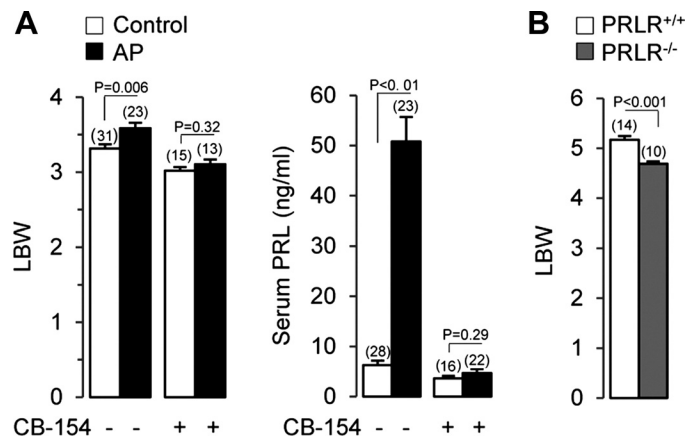 A
Control
AP
B
PRLR+/+
PRLR-/-
LBW
4
3
2
1
0
P=0.006
(31)
(23)
P=0.32
(15)
(13)
CB-154 - - + +
Serum PRL (ng/ml)
60
50
40
30
20
10
0
P<0. 01
(28)
(23)
P=0.29
(16)
(22)
CB-154 - - + +
LBW
6
5
4
3
2
1
0
P<0.001
(14)
(10)